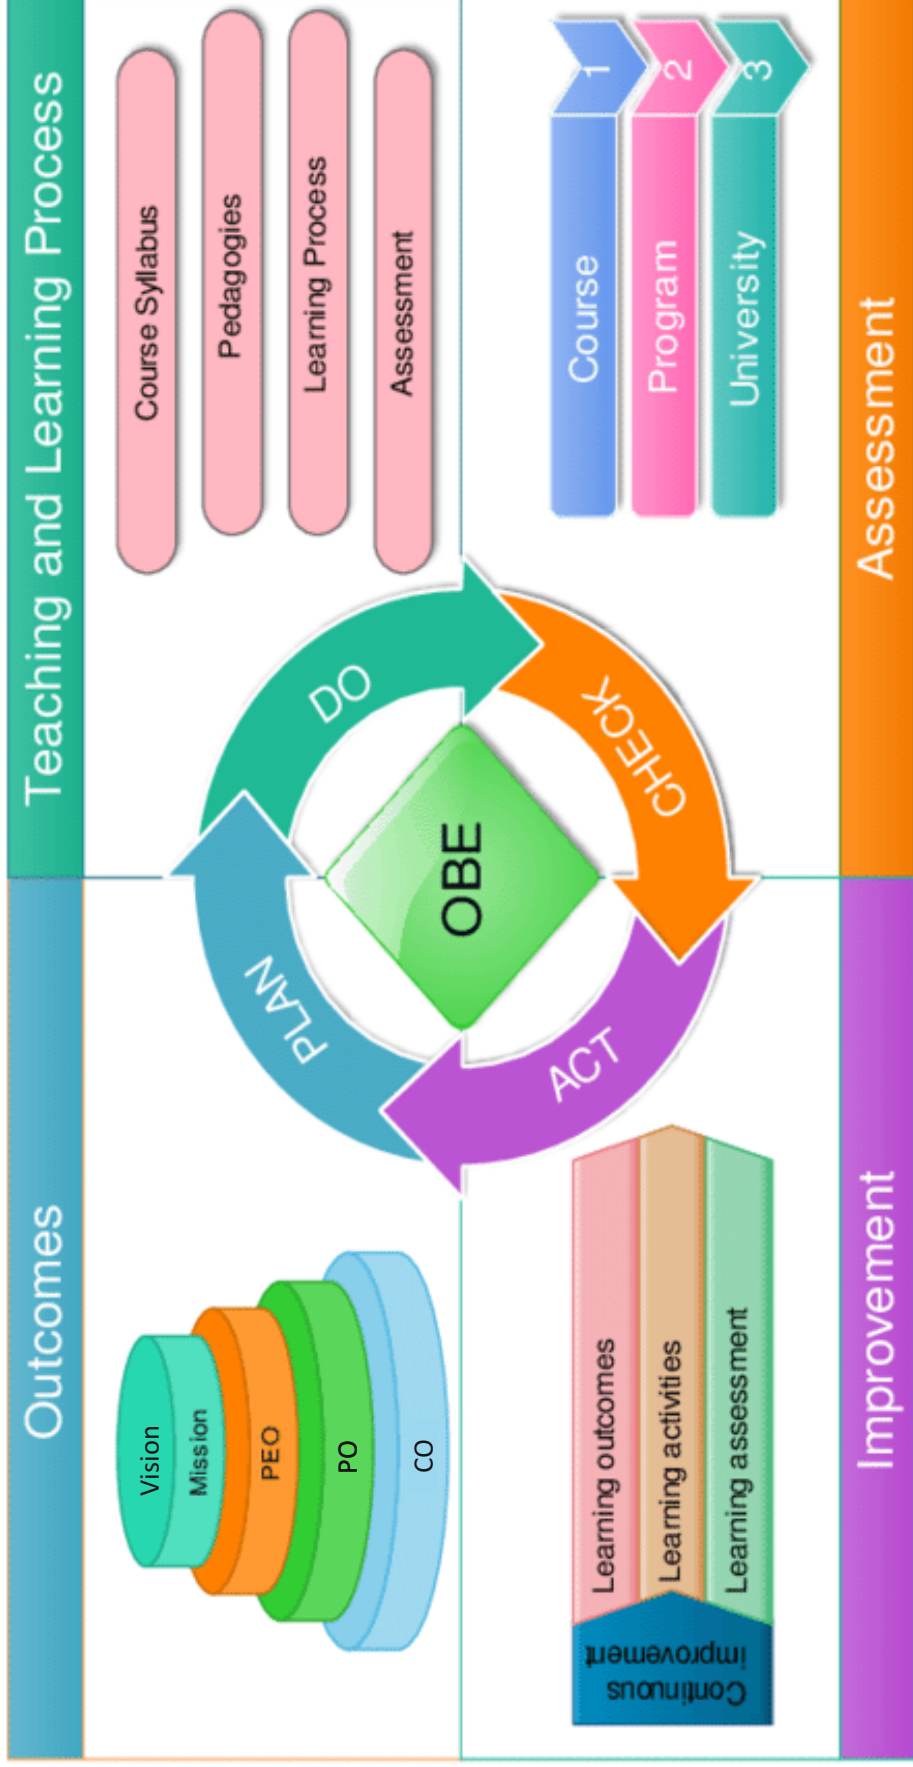 Outcomes
Teaching and Learning Process
Vision
Mission
PEO
PO
CO
Course Syllabus
Pedagogies
Learning Process
Assessment
PLAN
DO
OBE
ACT
CHECK
Continuous
improvement
Learning outcomes
Learning activities
Learning assessment
Course 1
Program 2
University 3
Improvement
Assessment